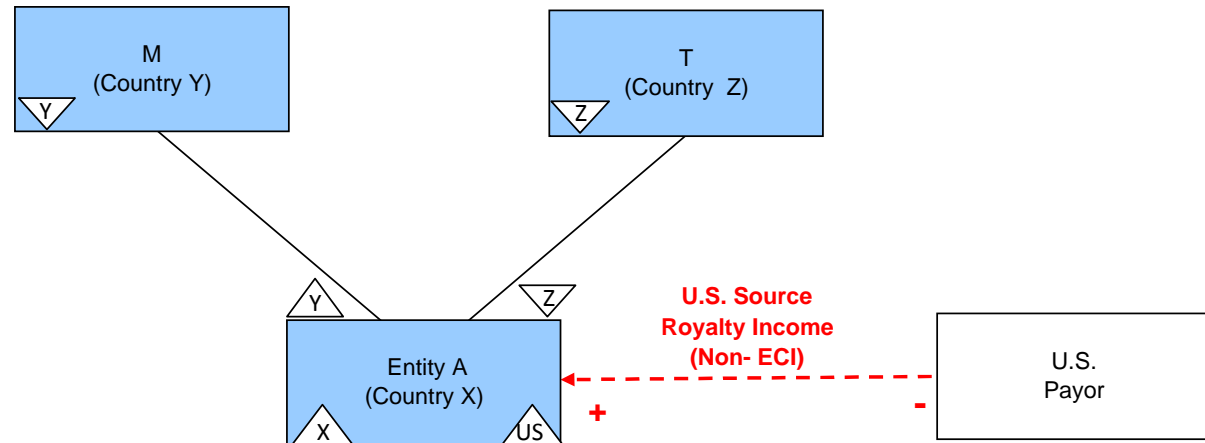 M
(Country Y)
Y
T
(Country  Z)
Z
Y
Z
U.S. Source
Royalty Income
(Non- ECI)
Entity A
(Country X)
X
US
+
-
U.S.
Payor